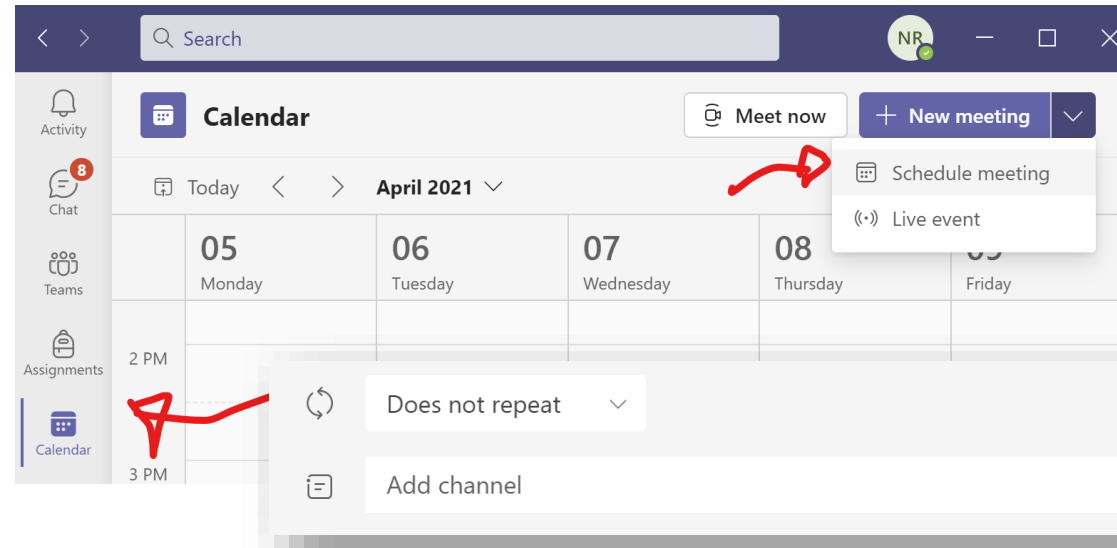 Search
NR
Activity
Calendar
Meet now
New meeting
8
Chat
Today
April 2021
Schedule meeting
Live event
Teams
05
06
07
08
09
Monday
Tuesday
Wednesday
Thursday
Friday
Assignments
2 PM
Does not repeat
Calendar
3 PM
Add channel